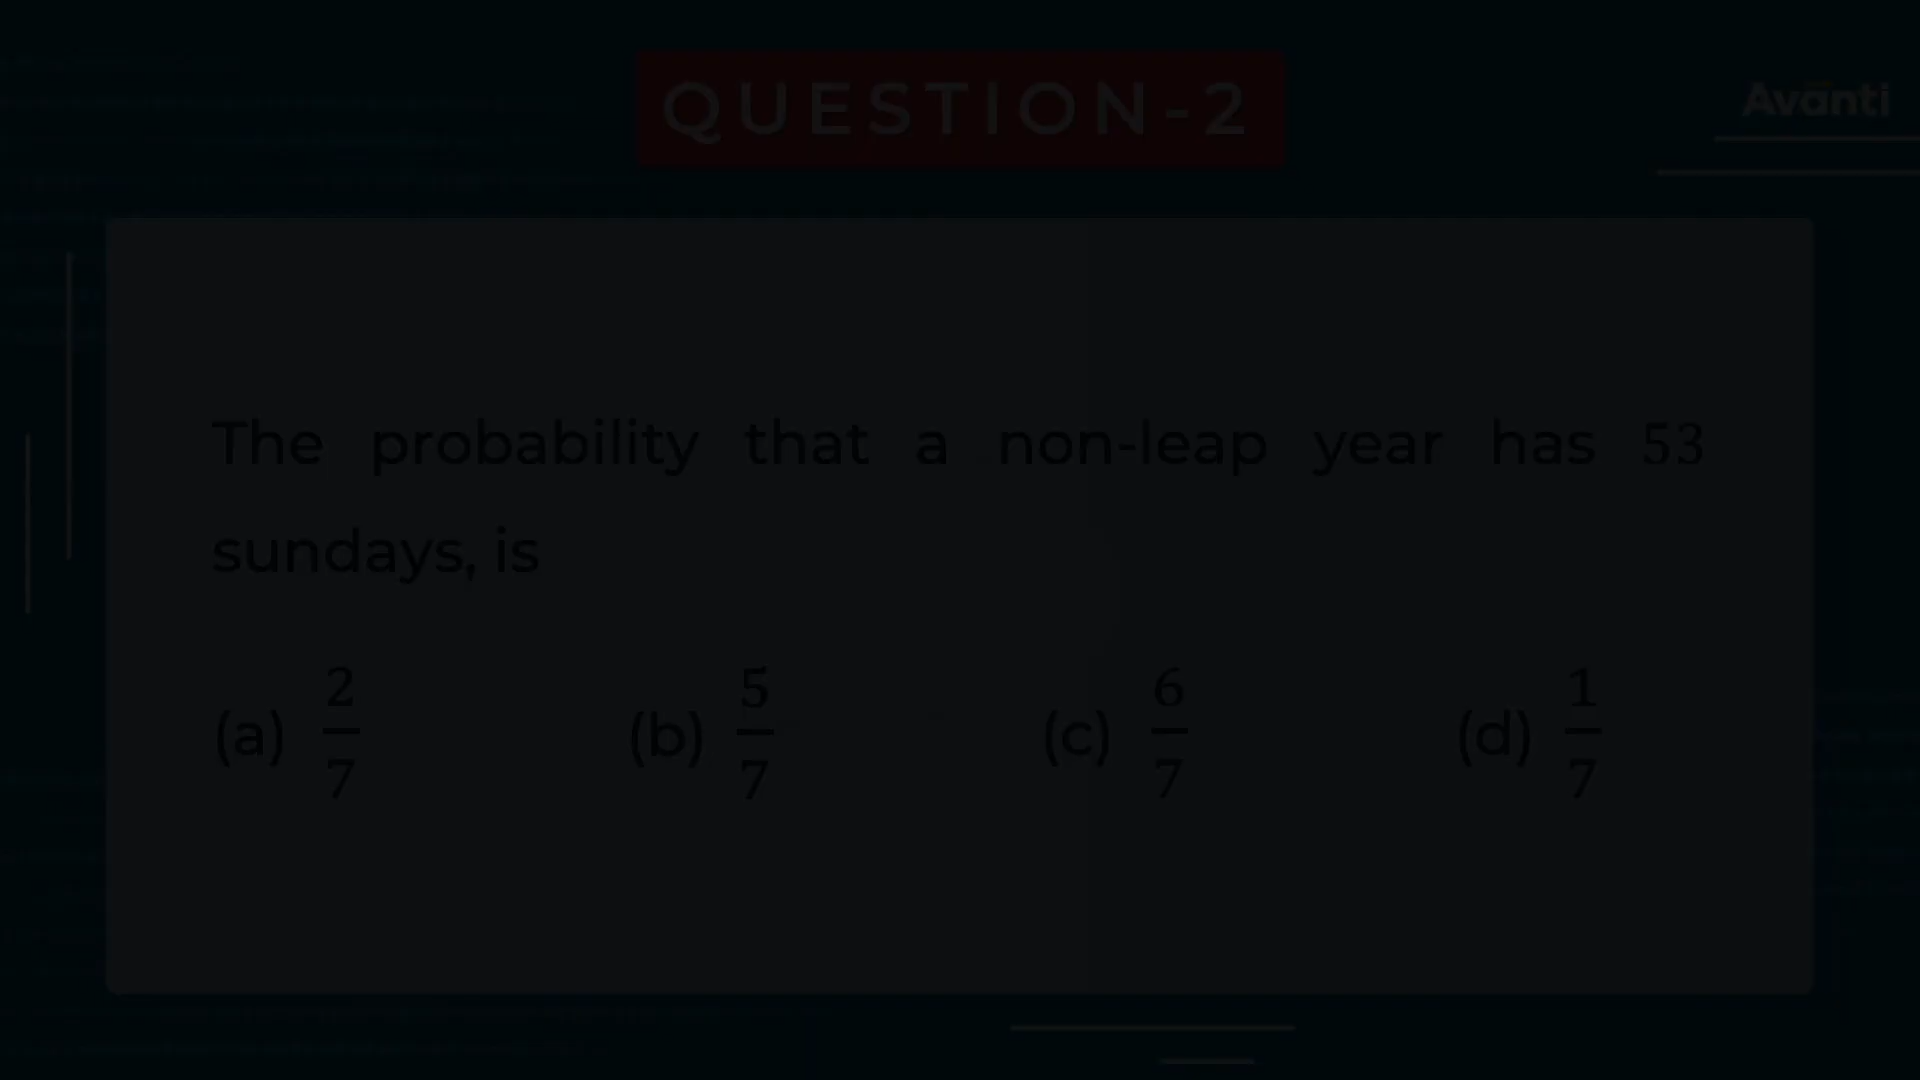 QUESTION-2
Avanti
The probability that a non-leap year has 53
sundays, is
(a) 2/7 (b) 5/7 (c) 6/7 (d) 1/7